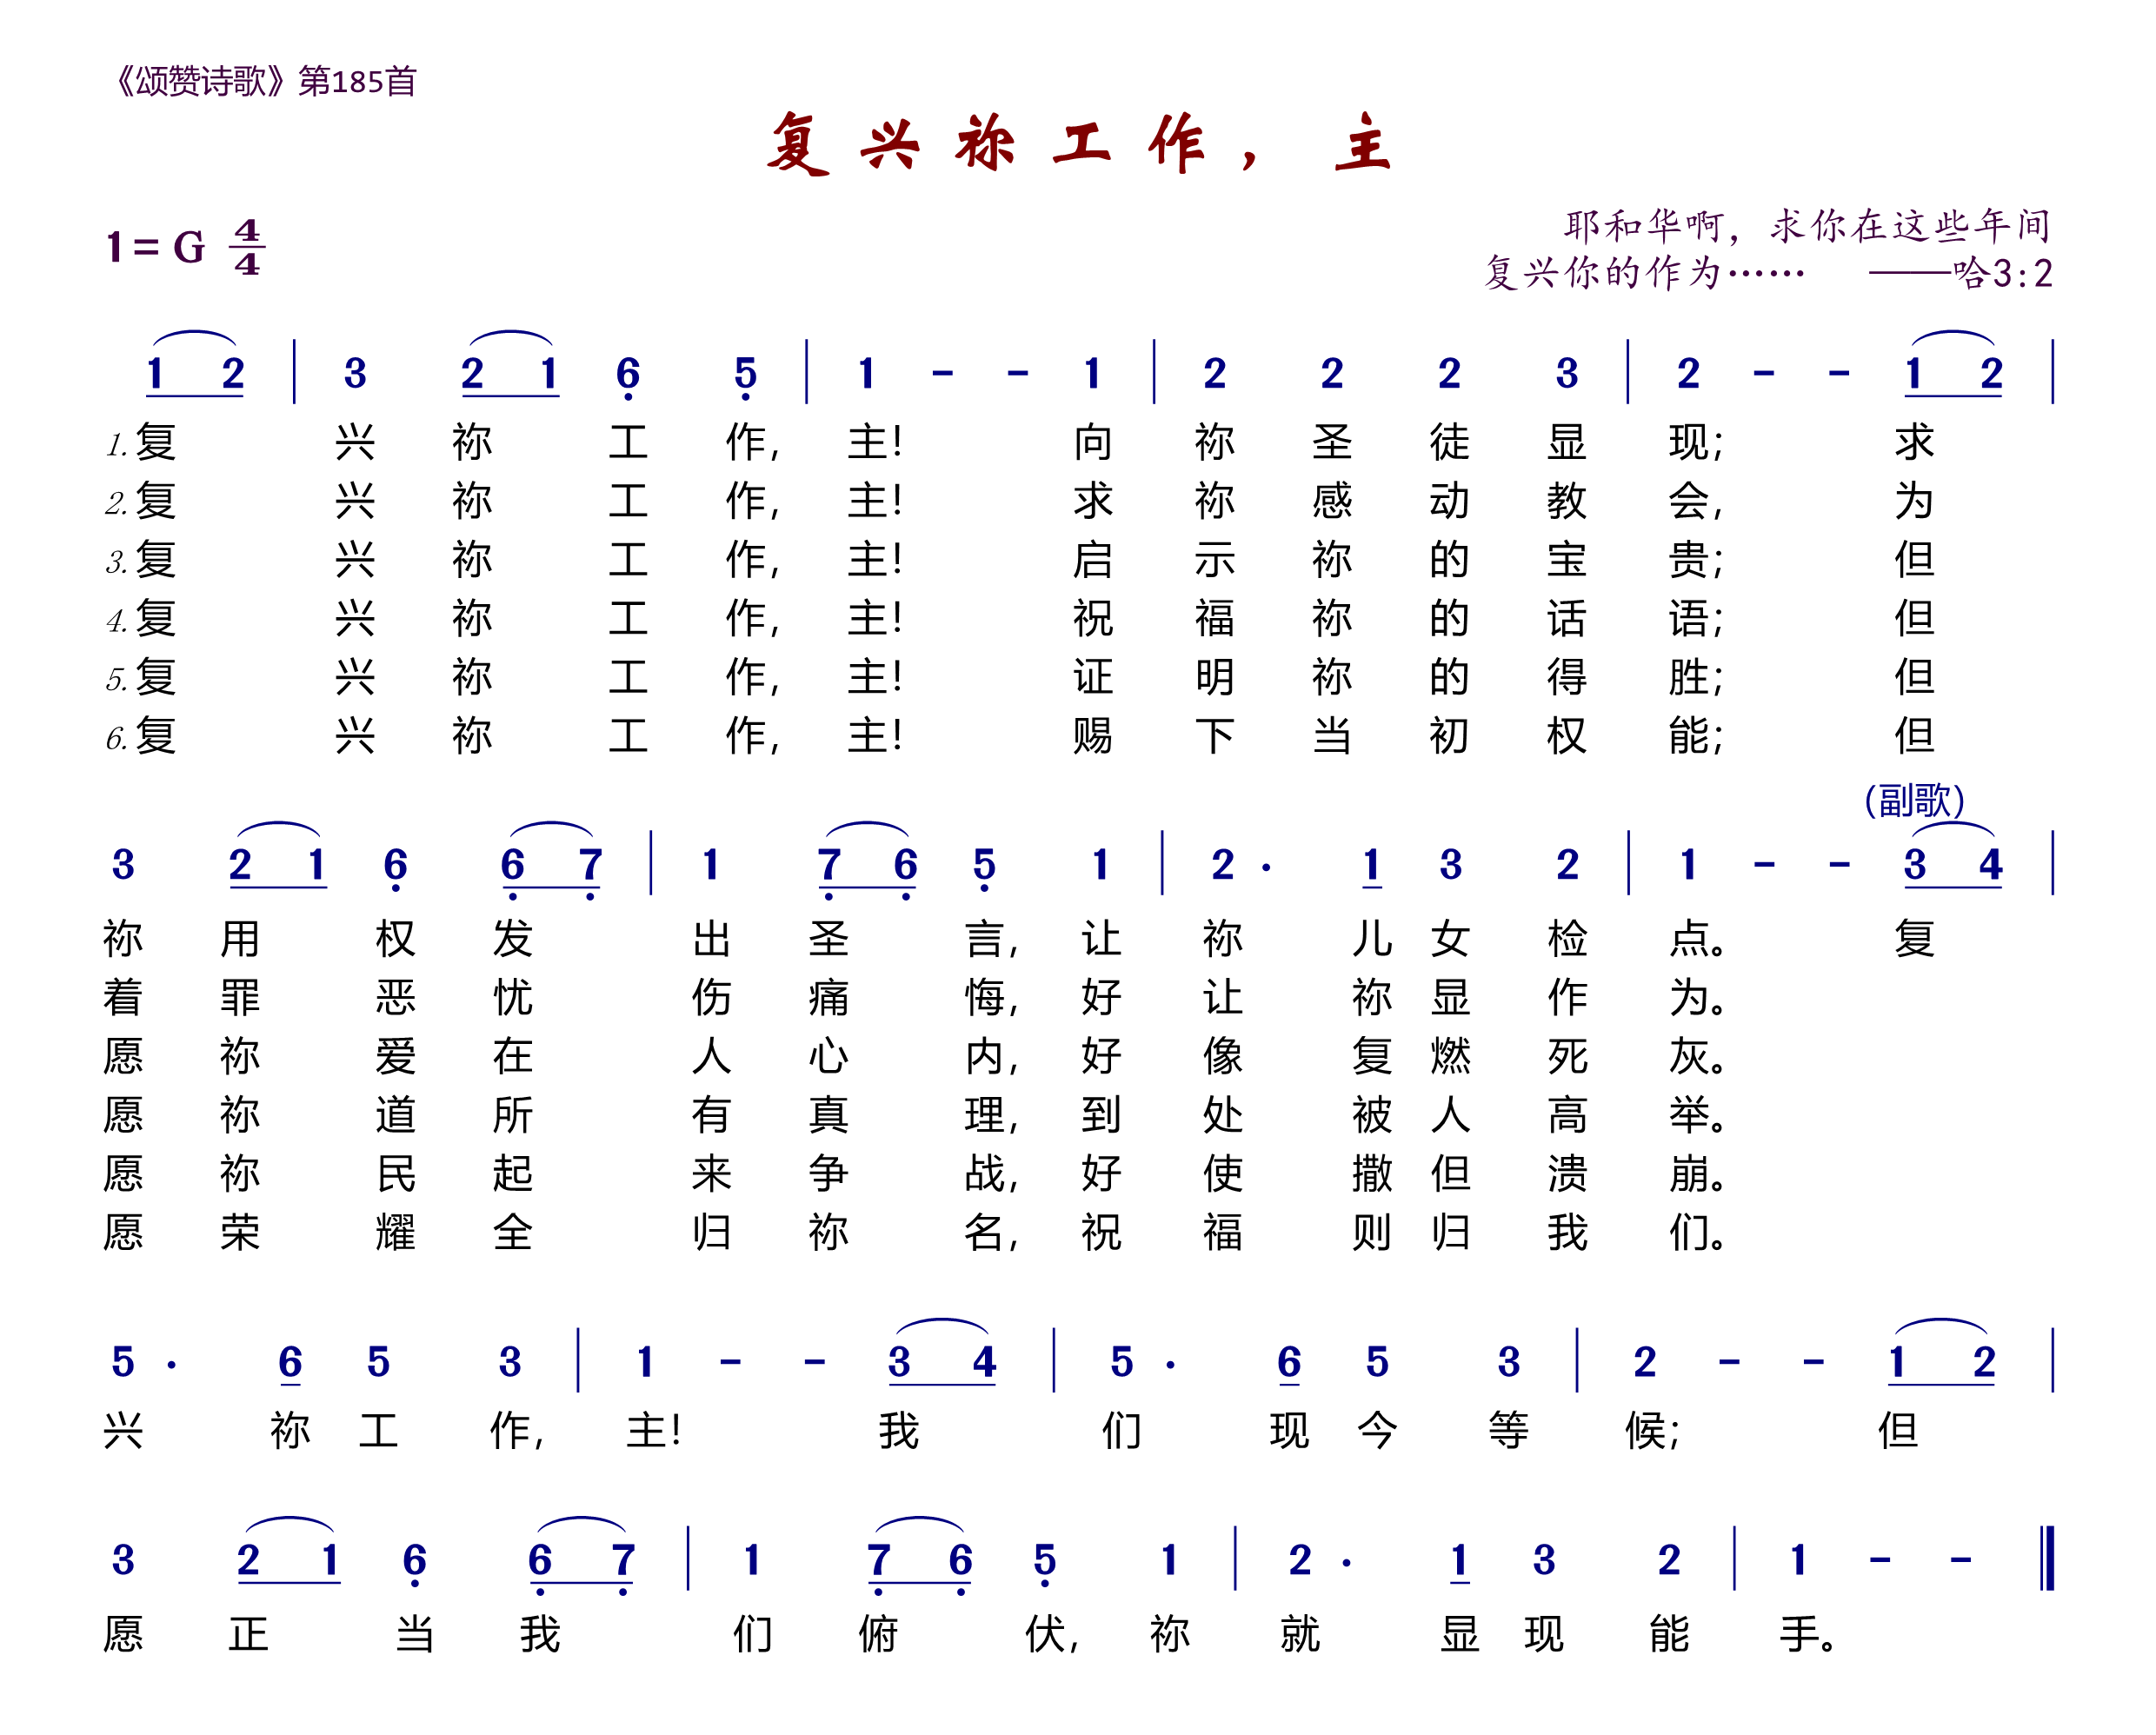 《颂赞诗歌》第185首
复兴祢工作，主
1=G 4/4
耶和华啊，求你在这些年间
复兴你的作为…… ——哈3:2
1 2 | 3 2 1 6̣ 5̣ | 1 - - 1 | 2 2 2 3 | 2 - - 1 2 |
1.复 兴 祢 工 作，主！ 向 祢 圣 徒 显 现； 求
2.复 兴 祢 工 作，主！ 求 祢 感 动 教 会， 为
3.复 兴 祢 工 作，主！ 启 示 祢 的 宝 贵； 但
4.复 兴 祢 工 作，主！ 祝 福 祢 的 话 语； 但
5.复 兴 祢 工 作，主！ 证 明 祢 的 得 胜； 但
6.复 兴 祢 工 作，主！ 赐 下 当 初 权 能； 但
(副歌)
3 2 1 6̣ 6̣ 7̣ | 1 7̣ 6̣ 5̣ 1 | 2 · 1 3 2 | 1 - - 3 4 |
祢 用 权 发 出 圣 言，让 祢 儿 女 检 点。 复
着 罪 恶 忧 伤 痛 悔，好 让 祢 显 作 为。
愿 祢 爱 在 人 心 内，好 像 复 燃 死 灰。
愿 祢 道 所 有 真 理，到 处 被 人 高 举。
愿 祢 民 起 来 争 战，好 使 撒 但 溃 崩。
愿 荣 耀 全 归 祢 名，祝 福 则 归 我 们。
5 · 6 5 3 | 1 - - 3 4 | 5 · 6 5 3 | 2 - - 1 2 |
兴 祢 工 作，主！ 我 们 现 今 等 候； 但
3 2 1 6̣ 6̣ 7̣ | 1 7̣ 6̣ 5̣ 1 | 2 · 1 3 2 | 1 - - ‖
愿 正 当 我 们 俯 伏，祢 就 显 现 能 手。